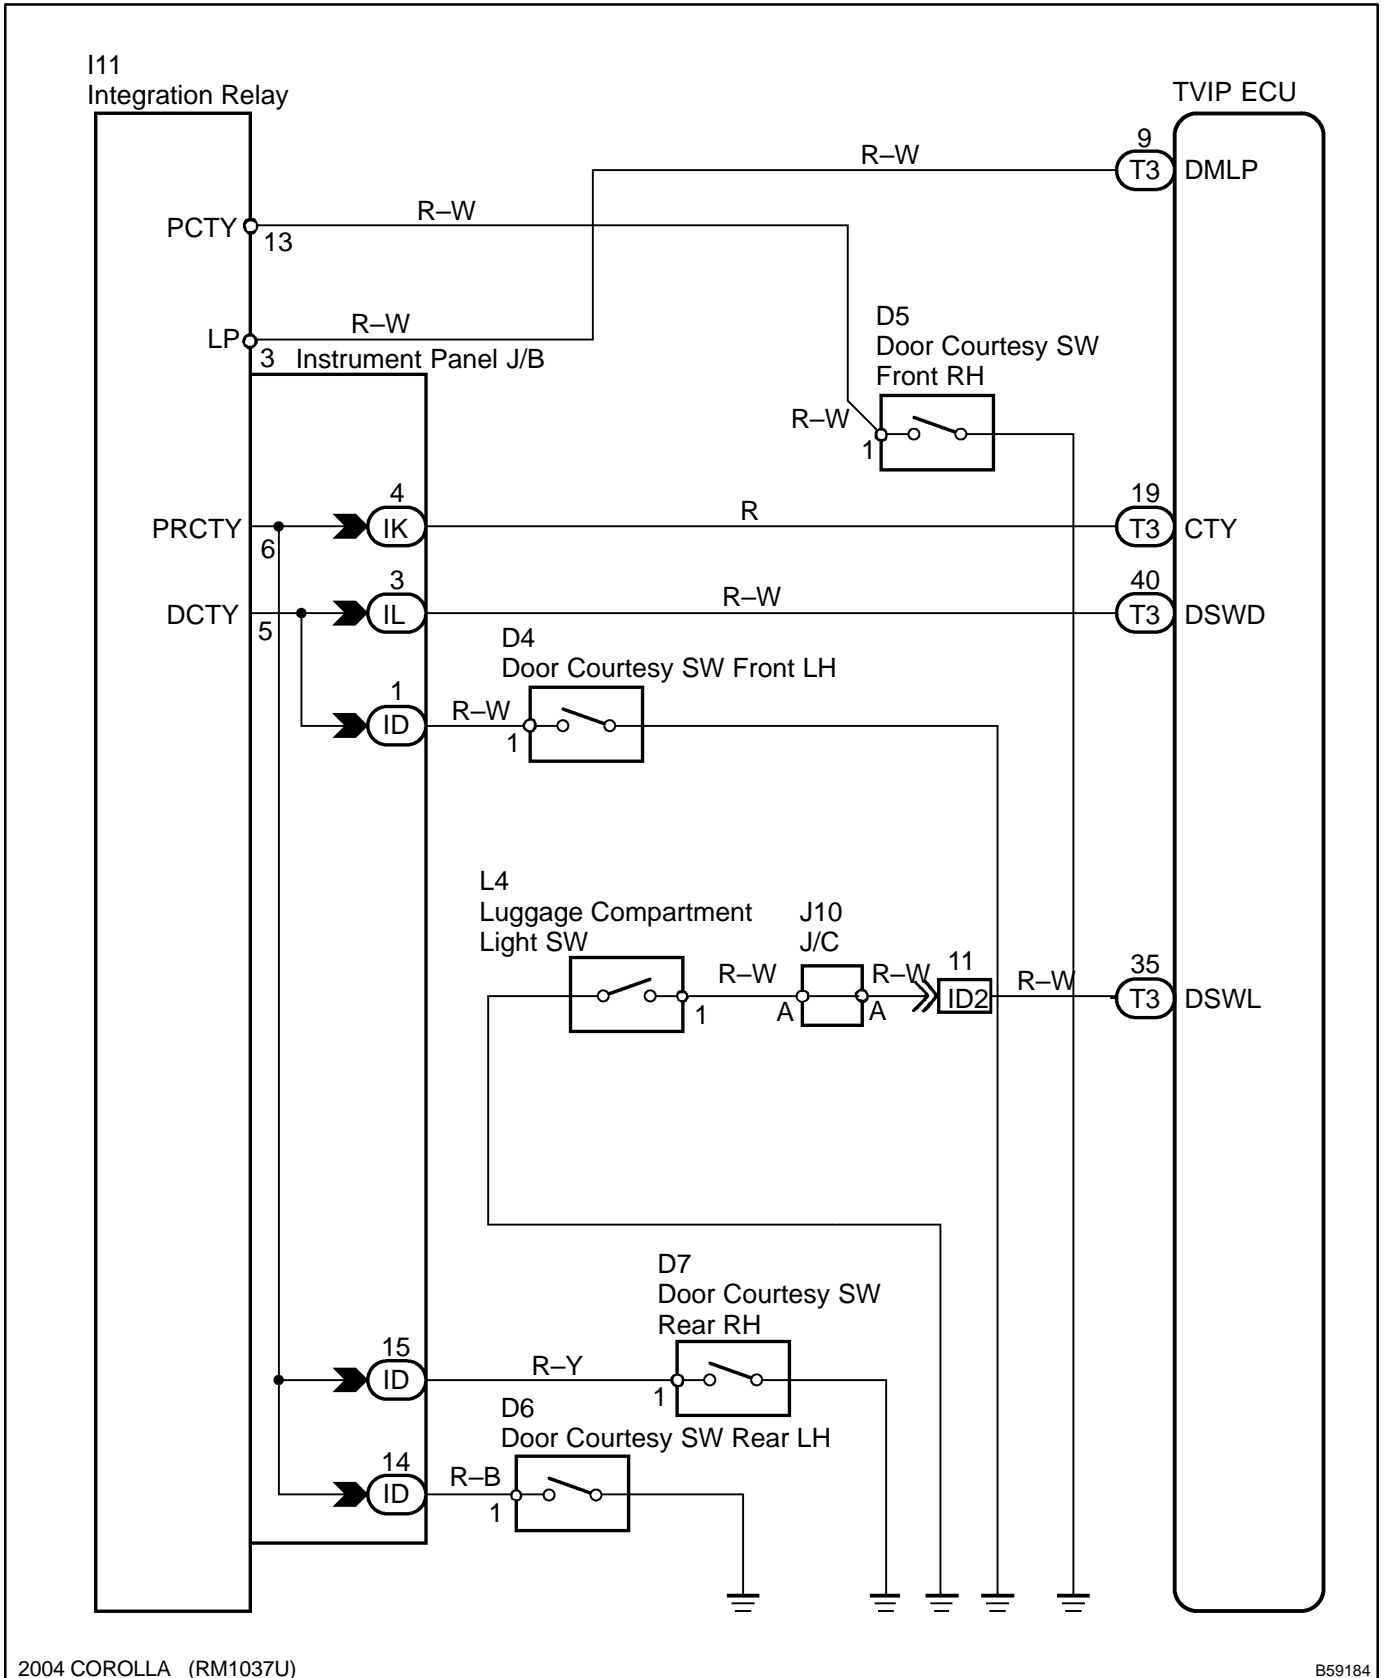 I11
Integration Relay
TVIP ECU
9
R–W
T3
DMLP
R–W
PCTY
13
D5
Door Courtesy SW
Front RH
R–W
LP
3
Instrument Panel J/B
R–W
1
4
19
R
PRCTY
IK
T3
CTY
6
3
40
R–W
DCTY
IL
T3
DSWD
5
D4
Door Courtesy SW Front LH
1
R–W
ID
1
L4
Luggage Compartment
Light SW
J10
J/C
11
35
R–W
R–W
R–W
ID2
T3
DSWL
1
A
A
D7
Door Courtesy SW
Rear RH
15
R–Y
ID
1
D6
Door Courtesy SW Rear LH
14
R–B
ID
1
2004 COROLLA (RM1037U)
B59184